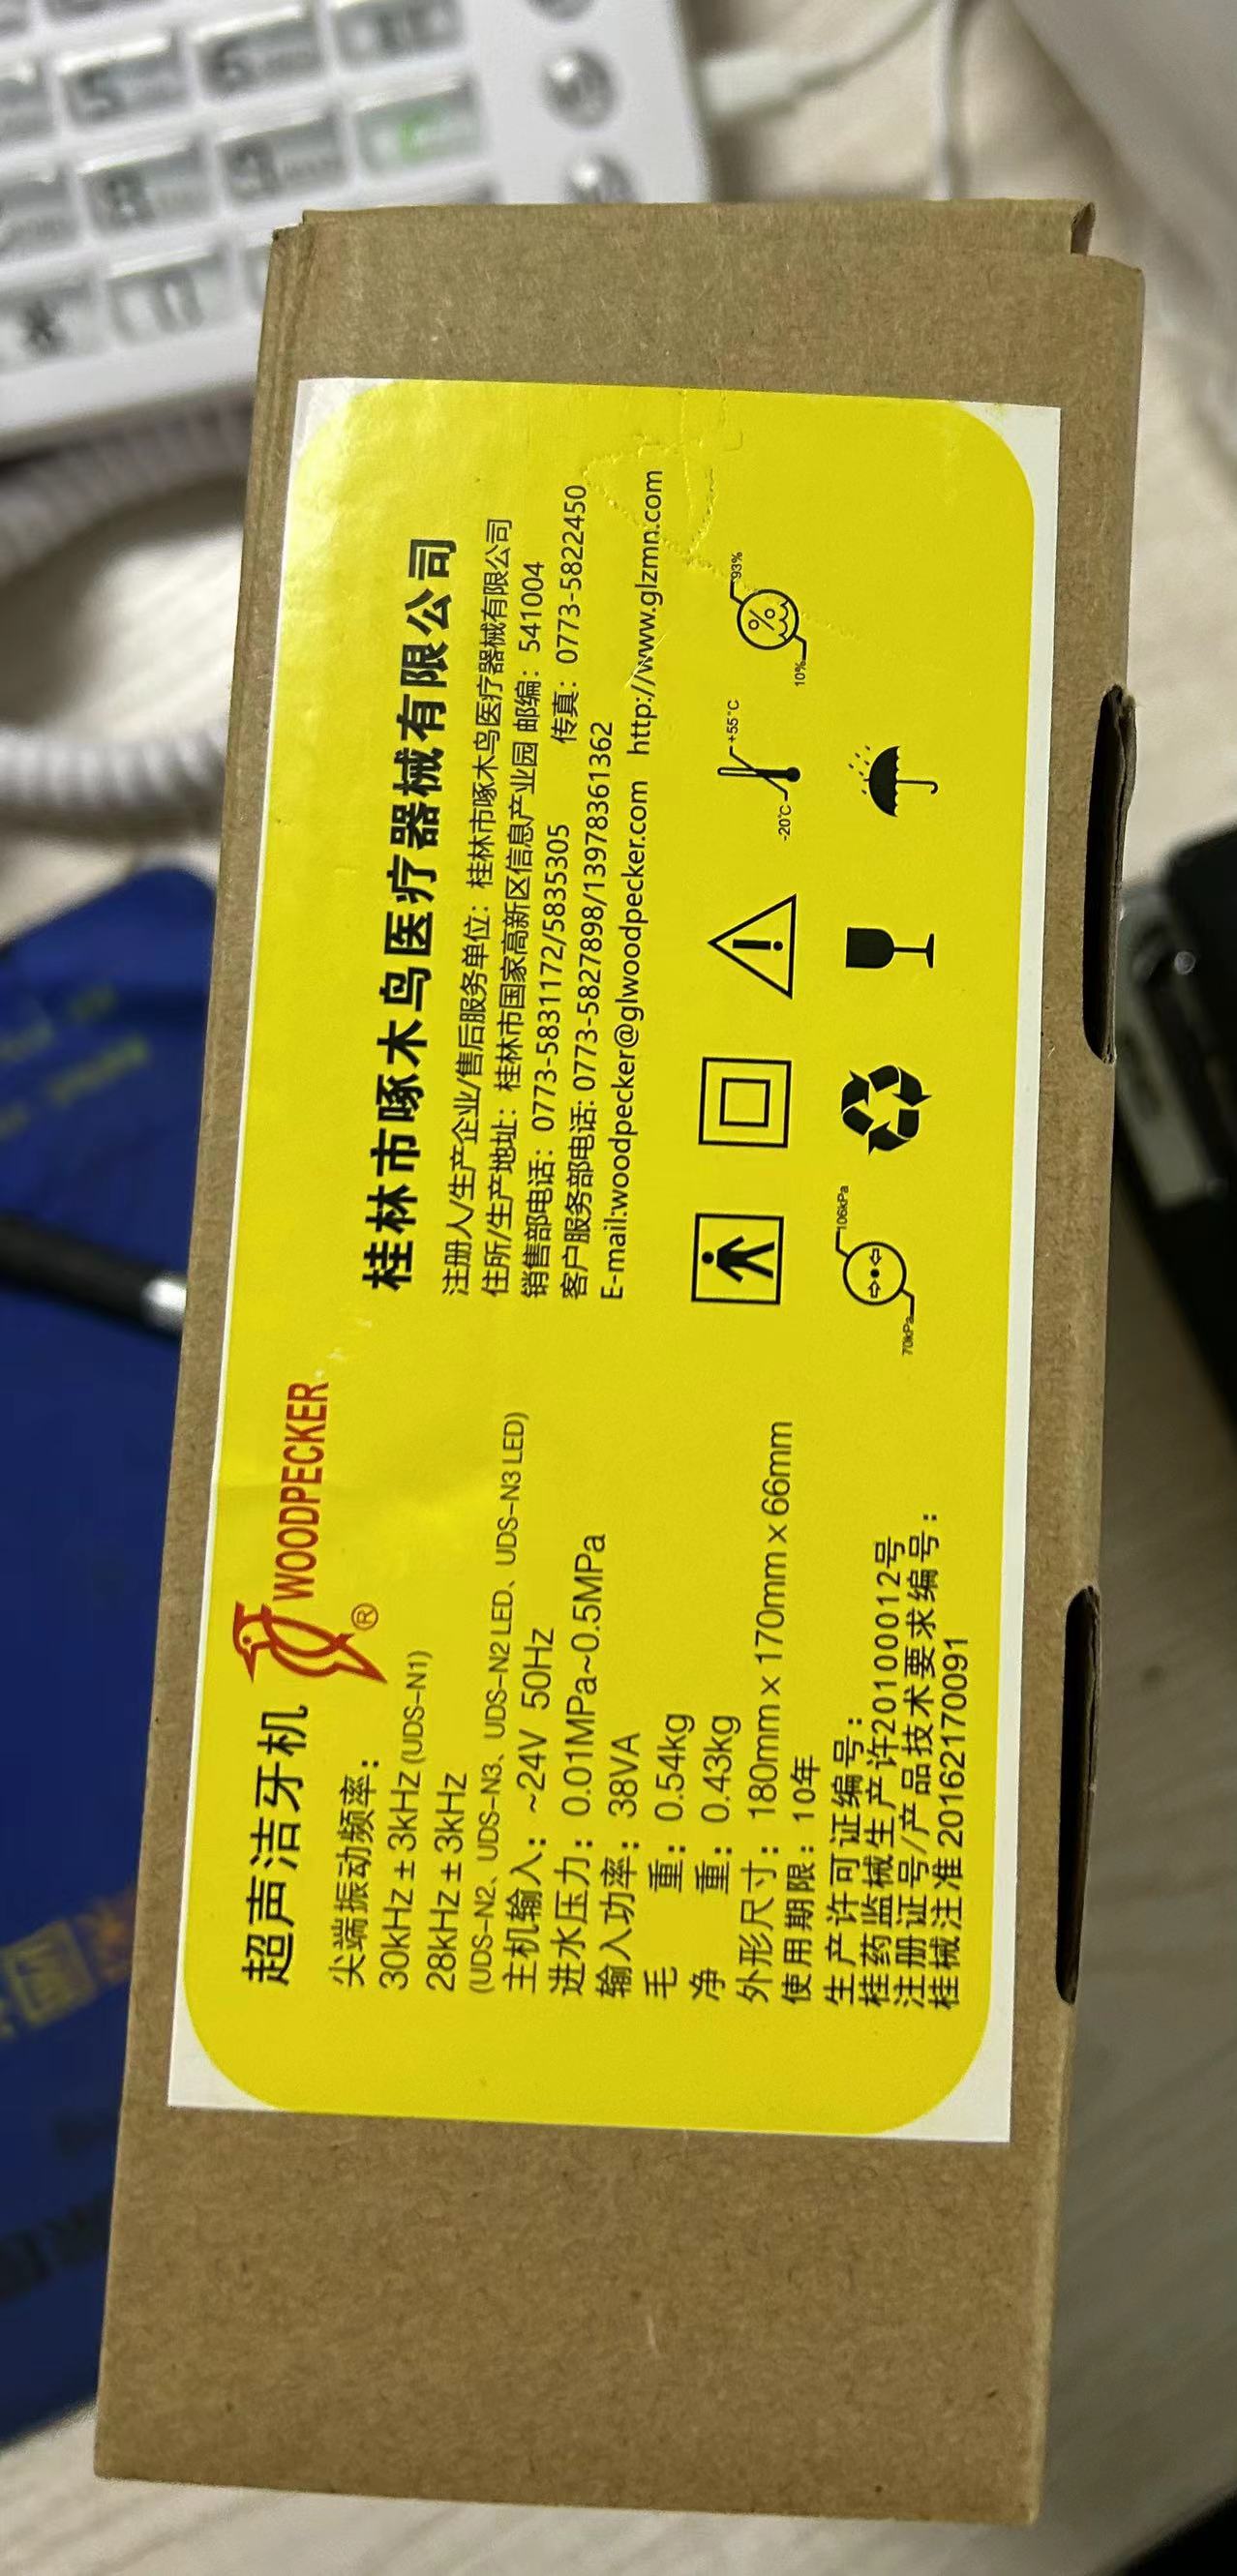 超声洁牙机
WOODPECKER
®
尖端振动频率：
30kHz±3kHz (UDS-N1)
28kHz±3kHz
(UDS-N2、UDS-N3、UDS-N2 LED、UDS-N3 LED)
主机输入：~24V 50Hz
进水压力：0.01MPa~0.5MPa
输入功率：38VA
毛 重：0.54kg
净 重：0.43kg
外形尺寸：180mm×170mm×66mm
使用期限：10年
生产许可证编号：
桂药监械生产许20100012号
注册证号/产品技术要求编号：
桂械注准20162170091
桂林市啄木鸟医疗器械有限公司
注册人/生产企业/售后服务单位：桂林市啄木鸟医疗器械有限公司
住所/生产地址：桂林市国家高新区信息产业园 邮编：541004
销售部电话：0773-5831172/5835305 传真：0773-5822450
客户服务部电话:0773-5827898/13978361362
E-mail:woodpecker@glwoodpecker.com http://www.glzmn.com
-20℃ +55℃
10% 93%
70kPa 106kPa
5
6
8
9
*